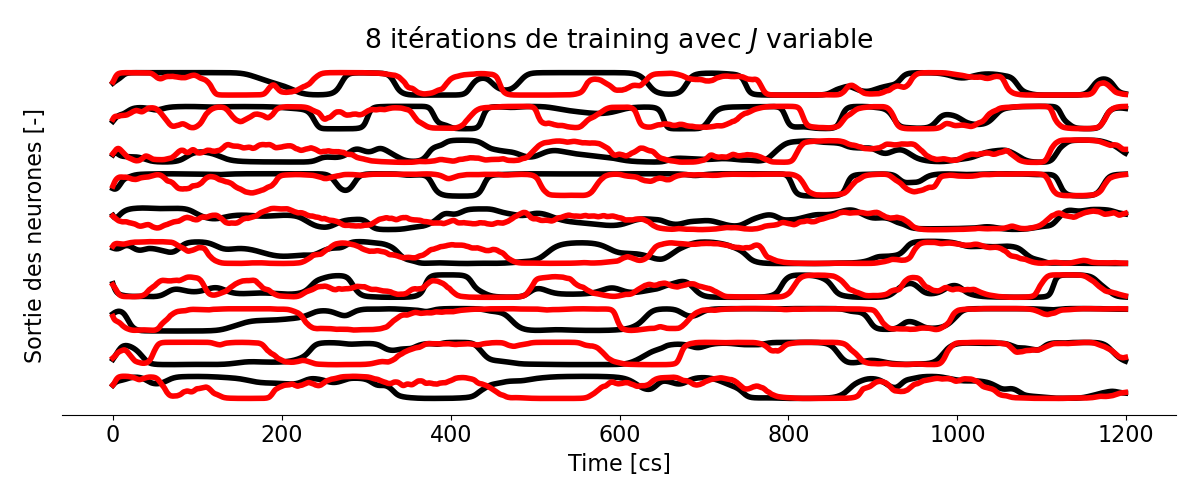 8 itérations de training avec J variable
Sortie des neurones [-]
0 200 400 600 800 1000 1200
Time [cs]